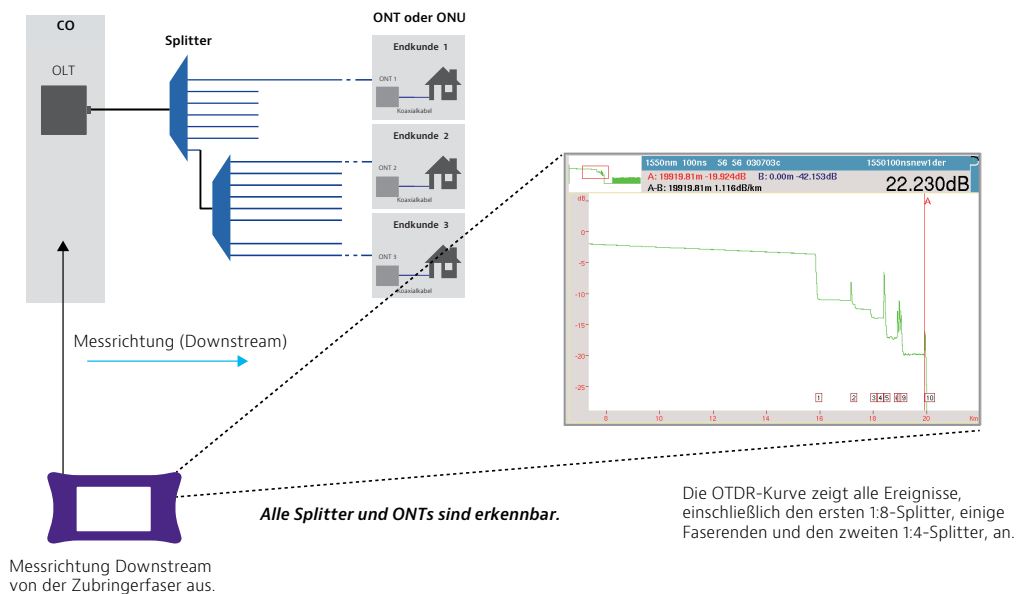 CO
OLT
Splitter
ONT oder ONU
Endkunde 1
ONT 1
Koaxialkabel
Endkunde 2
ONT 2
Koaxialkabel
Endkunde 3
ONT 3
Koaxialkabel
Messrichtung (Downstream)
1550nm 100ns 56 56 030703c 1550100nsnew1der
A: 19919.81m -19.924dB B: 0.00m -42.153dB
A-B: 19919.81m 1.116dB/km
22.230dB
dB
A
0
-5
-10
-15
-20
-25
1 2 3 4 5 9 10
8 10 12 14 16 18 20 Km
Alle Splitter und ONTs sind erkennbar.
Die OTDR-Kurve zeigt alle Ereignisse,
einschließlich den ersten 1:8-Splitter, einige
Faserenden und den zweiten 1:4-Splitter, an.
Messrichtung Downstream
von der Zubringerfaser aus.